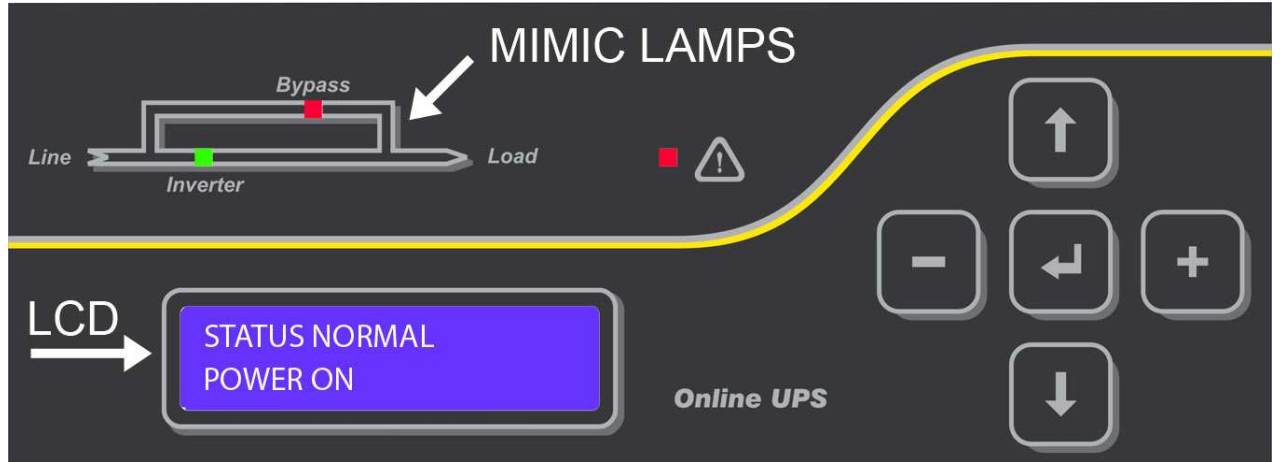 MIMIC LAMPS
Bypass
Line
Load
Inverter
LCD
STATUS NORMAL
POWER ON
Online UPS